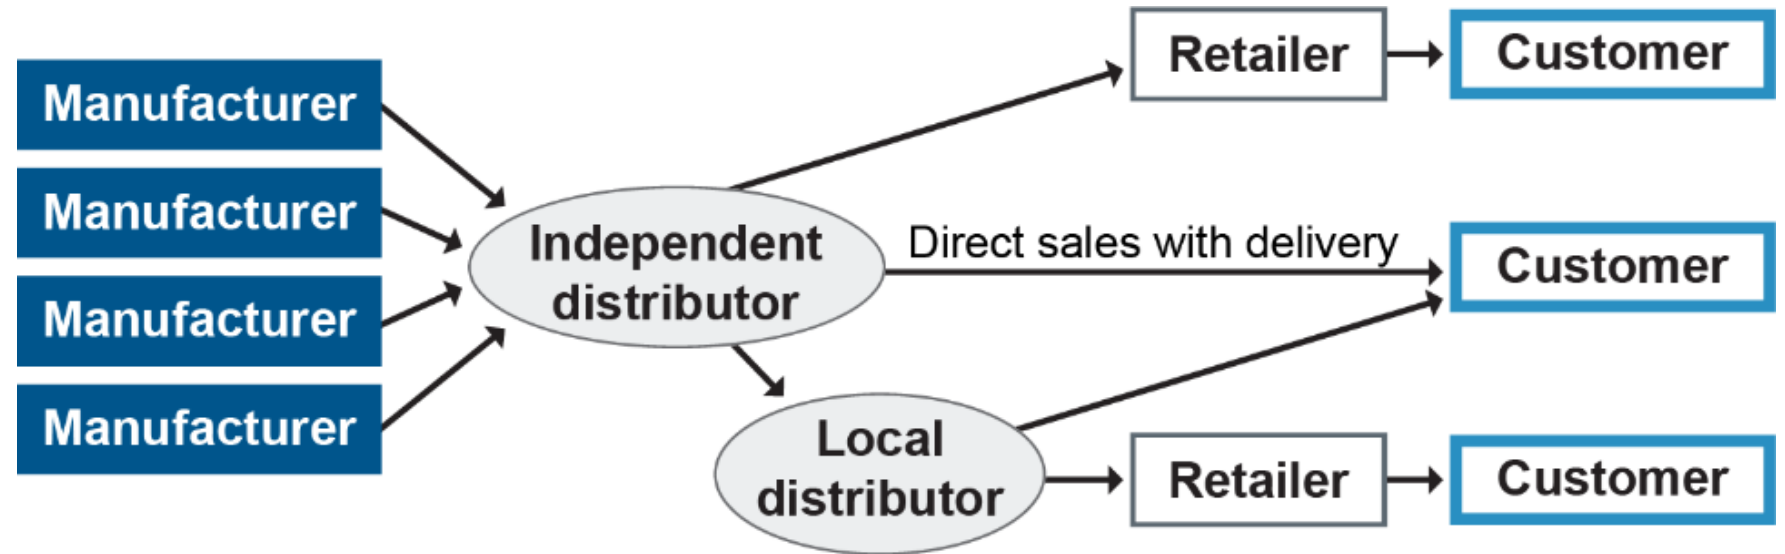 Manufacturer
Manufacturer
Manufacturer
Manufacturer
Independent
distributor
Local
distributor
Direct sales with delivery
Retailer
Customer
Customer
Retailer
Customer